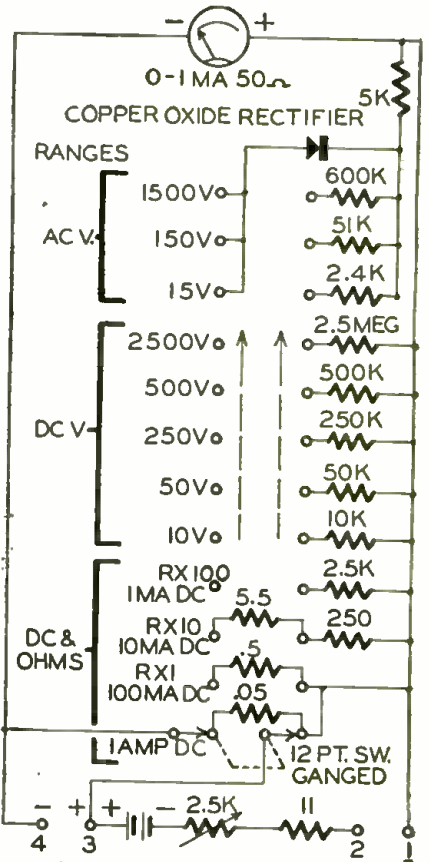 - +
0-1 MA 50Ω
5K
COPPER OXIDE RECTIFIER
RANGES
1500V 600K
AC V. 150V 51K
15V 2.4K
2500V 2.5MEG
500V 500K
DC V 250V 250K
50V 50K
10V 10K
RX100 2.5K
1MA DC
5.5
RX10 250
10MA DC
DC &
OHMS
RX1 .5
100MA DC
.05
1 AMP DC 12 PT. SW.
GANGED
- + + - 2.5K 11
4 3 2 1